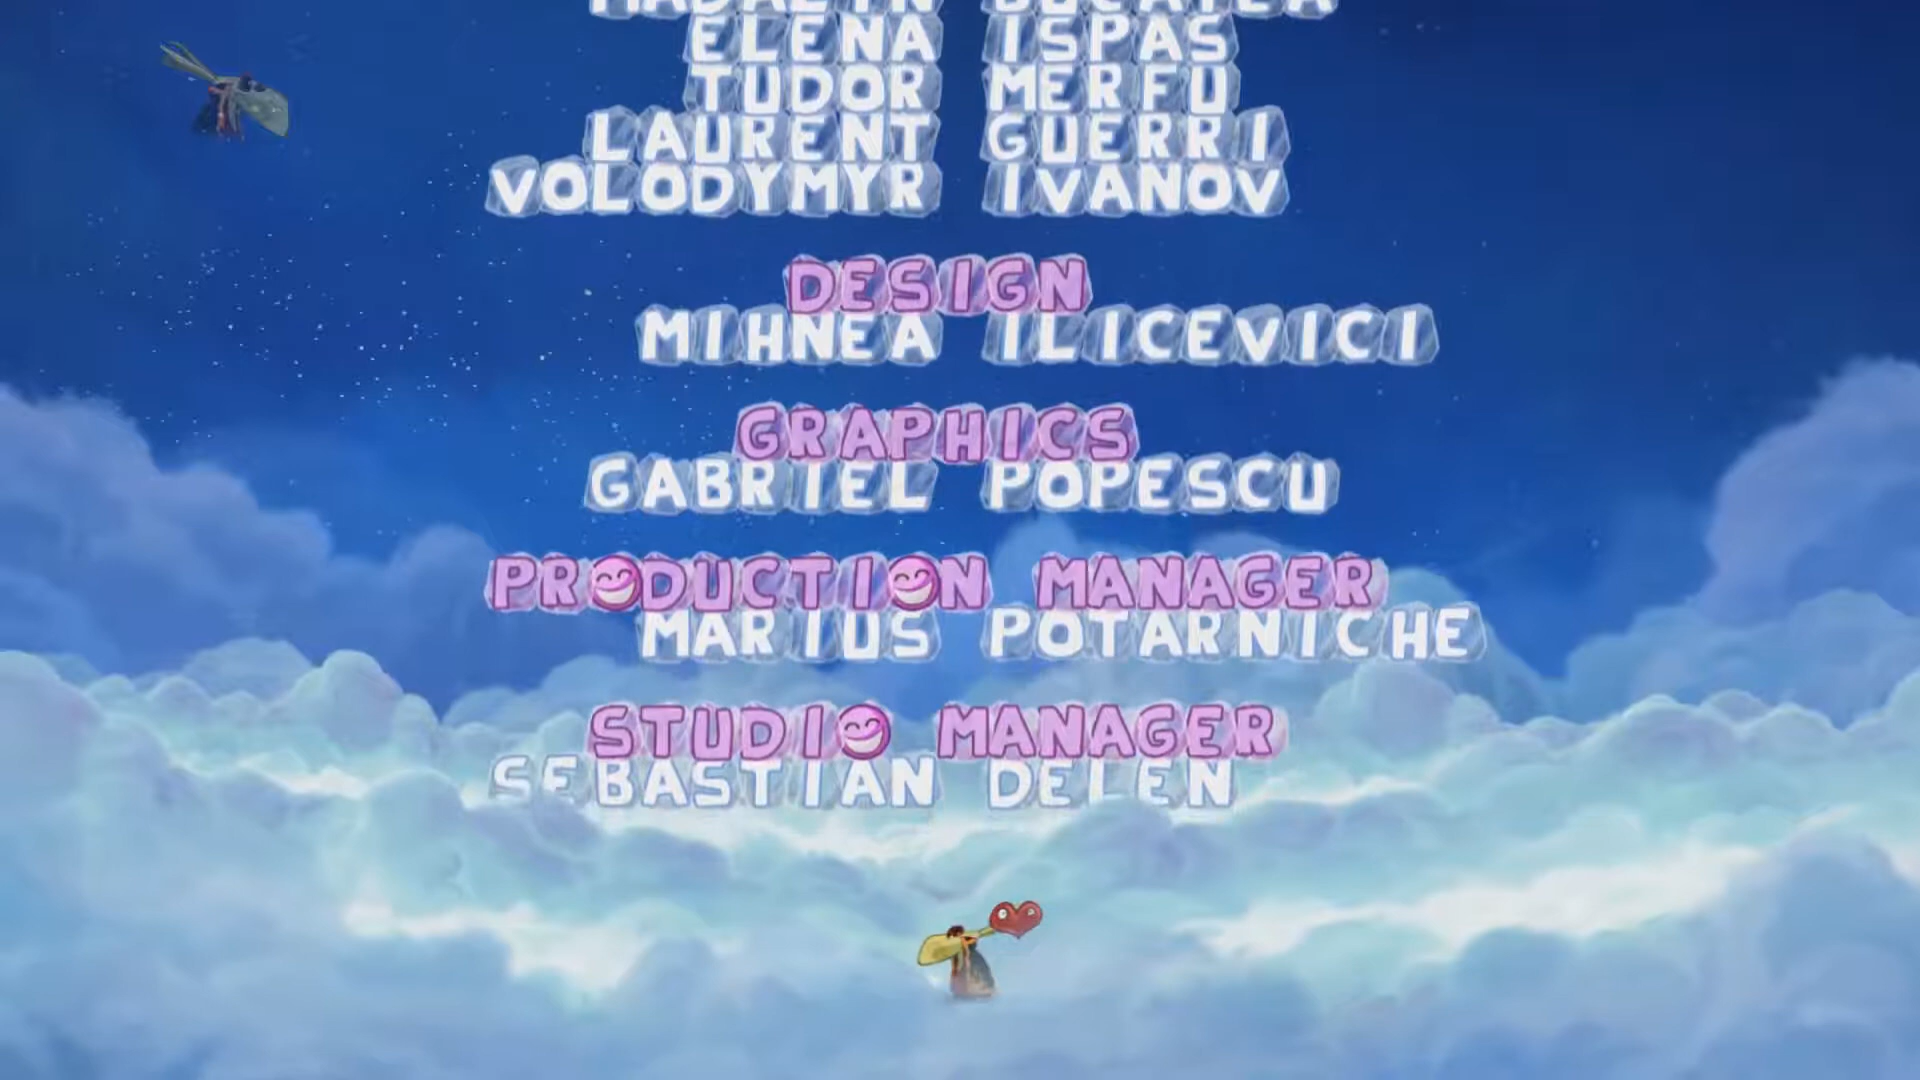 ELENA ISPAS
TUDOR MERFU
LAURENT GUERRI
VOLODYMYR IVANOV
DESIGN
MIHNEA ILICEVICI
GRAPHICS
GABRIEL POPESCU
PRODUCTION MANAGER
MARIUS POTARNICHE
STUDIO MANAGER
SEBASTIAN DELEN